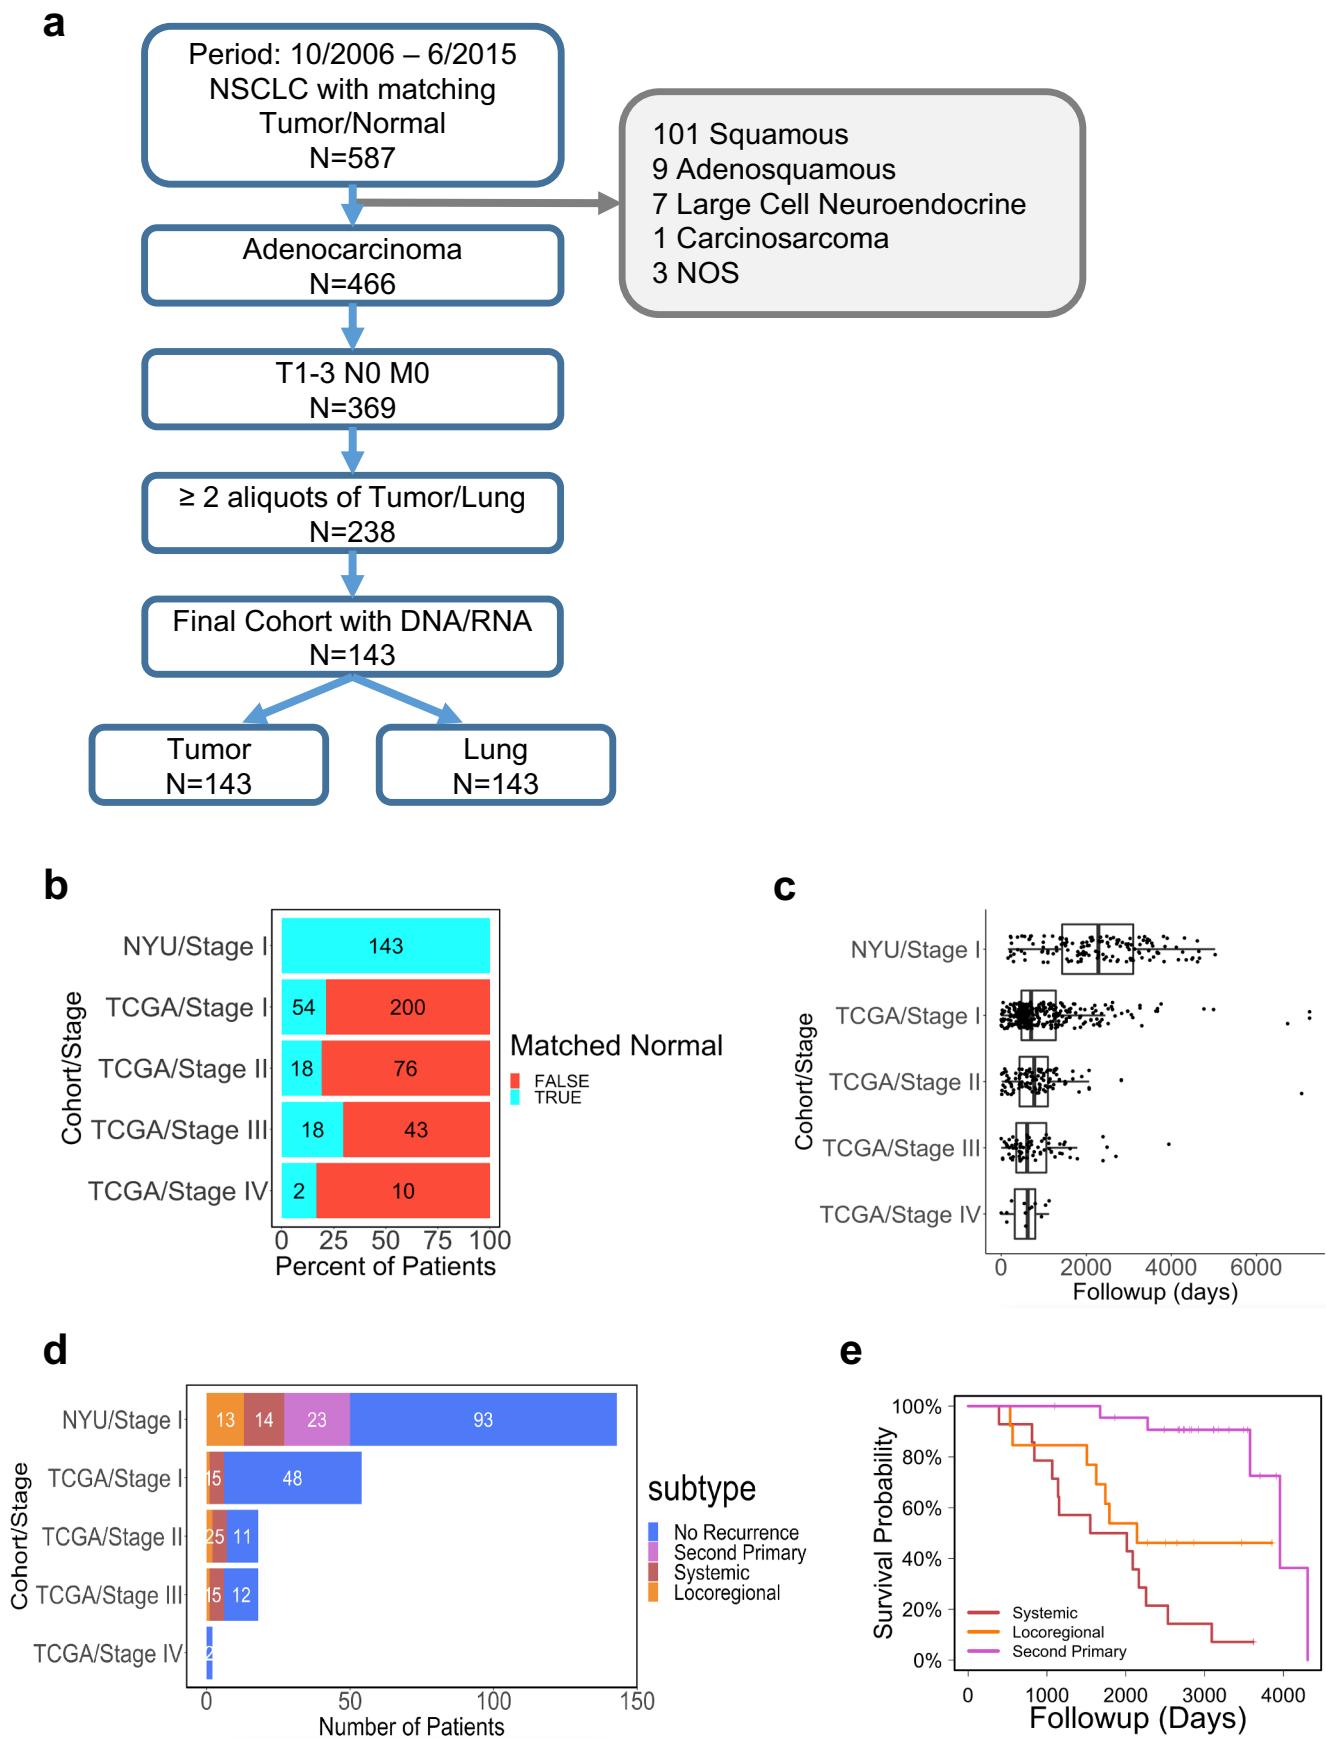 a
Period: 10/2006 – 6/2015
NSCLC with matching
Tumor/Normal
N=587
101 Squamous
9 Adenosquamous
7 Large Cell Neuroendocrine
1 Carcinosarcoma
3 NOS
Adenocarcinoma
N=466
T1-3 N0 M0
N=369
≥ 2 aliquots of Tumor/Lung
N=238
Final Cohort with DNA/RNA
N=143
Tumor
N=143
Lung
N=143
b
Cohort/Stage
NYU/Stage I
143
TCGA/Stage I
54 200
TCGA/Stage II
18 76
TCGA/Stage III
18 43
TCGA/Stage IV
2 10
0 25 50 75 100
Percent of Patients
Matched Normal
FALSE
TRUE
c
Cohort/Stage
NYU/Stage I
TCGA/Stage I
TCGA/Stage II
TCGA/Stage III
TCGA/Stage IV
0 2000 4000 6000
Followup (days)
d
Cohort/Stage
NYU/Stage I
13 14 23 93
TCGA/Stage I
1 5 48
TCGA/Stage II
2 5 11
TCGA/Stage III
1 5 12
TCGA/Stage IV
2
0 50 100 150
Number of Patients
subtype
No Recurrence
Second Primary
Systemic
Locoregional
e
Survival Probability
100%
80%
60%
40%
20%
0%
Systemic
Locoregional
Second Primary
0 1000 2000 3000 4000
Followup (Days)